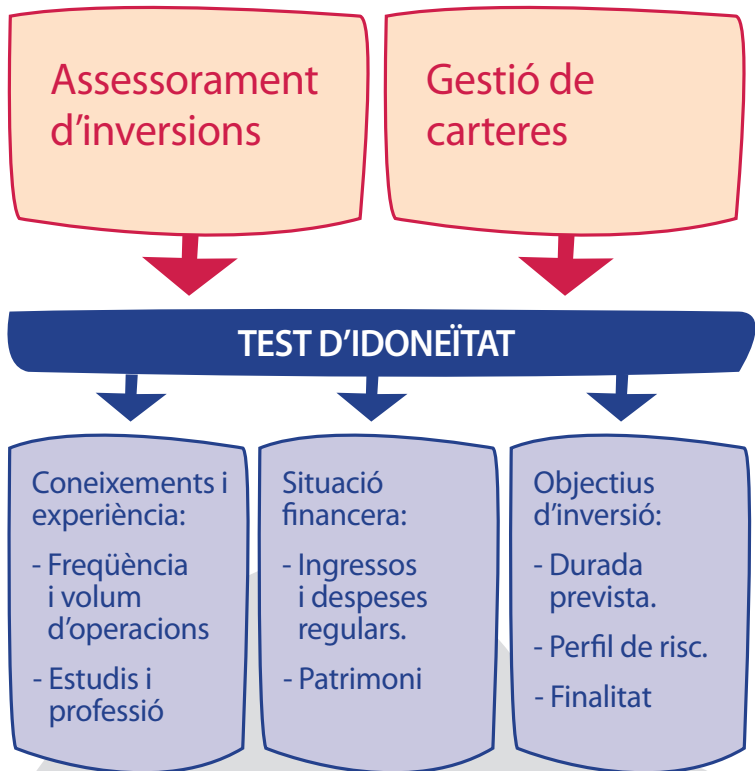 Assessorament
d’inversions
Gestió de
carteres
TEST D’IDONEÏTAT
Coneixements i
experiència:
- Freqüència
i volum
d’operacions
- Estudis i
professió
Situació
financera:
- Ingressos
i despeses
regulars.
- Patrimoni
Objectius
d’inversió:
- Durada
prevista.
- Perfil de risc.
- Finalitat